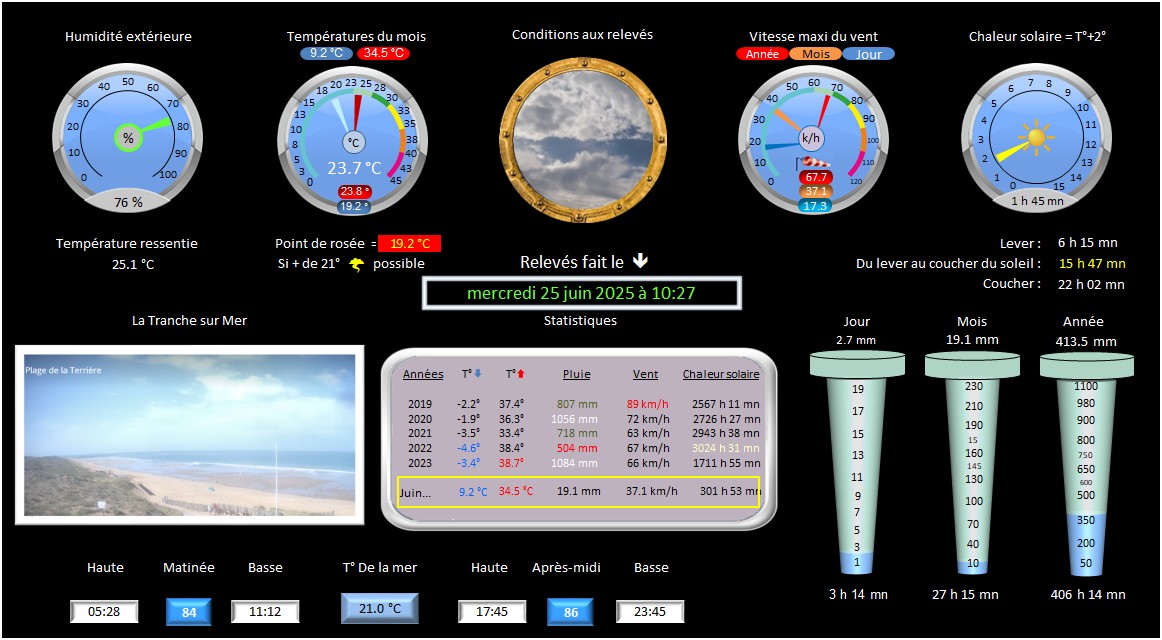 Humidité extérieure
Températures du mois
9.2 °C 34.5 °C
Conditions aux relevés
Vitesse maxi du vent
Année Mois Jour
Chaleur solaire = T°+2°
0 10 20 30 40 50 60 70 80 90 100
%
76 %
0 3 5 8 10 13 15 18 20 23 25 28 30 33 35 38 40 43 45
°C
23.7 °C
23.8 °
19.2 °
0 10 20 30 40 50 60 70 80 90 100 110 120
k/h
67.7
37.1
17.3
0 1 2 3 4 5 6 7 8 9 10 11 12 13 14 15
1 h 45 mn
Température ressentie
25.1 °C
Point de rosée = 19.2 °C
Si + de 21° possible
Relevés fait le
mercredi 25 juin 2025 à 10:27
Lever : 6 h 15 mn
Du lever au coucher du soleil : 15 h 47 mn
Coucher : 22 h 02 mn
La Tranche sur Mer
Plage de la Terrière
Statistiques
Années T° T° Pluie Vent Chaleur solaire
2019 -2.2° 37.4° 807 mm 89 km/h 2567 h 11 mn
2020 -1.9° 36.3° 1056 mm 72 km/h 2726 h 27 mn
2021 -3.5° 33.4° 718 mm 63 km/h 2943 h 38 mn
2022 -4.6° 38.4° 504 mm 67 km/h 3024 h 31 mn
2023 -3.4° 38.7° 1084 mm 66 km/h 1711 h 55 mn
Juin... 9.2 °C 34.5 °C 19.1 mm 37.1 km/h 301 h 53 mn
Jour
2.7 mm
19
17
15
13
11
9
7
5
3
1
3 h 14 mn
Mois
19.1 mm
230
210
190
15
160
145
130
100
70
40
10
27 h 15 mn
Année
413.5 mm
1100
980
900
800
750
650
600
500
350
200
50
406 h 14 mn
Haute Matinée Basse
05:28 84 11:12
T° De la mer
21.0 °C
Haute Après-midi Basse
17:45 86 23:45